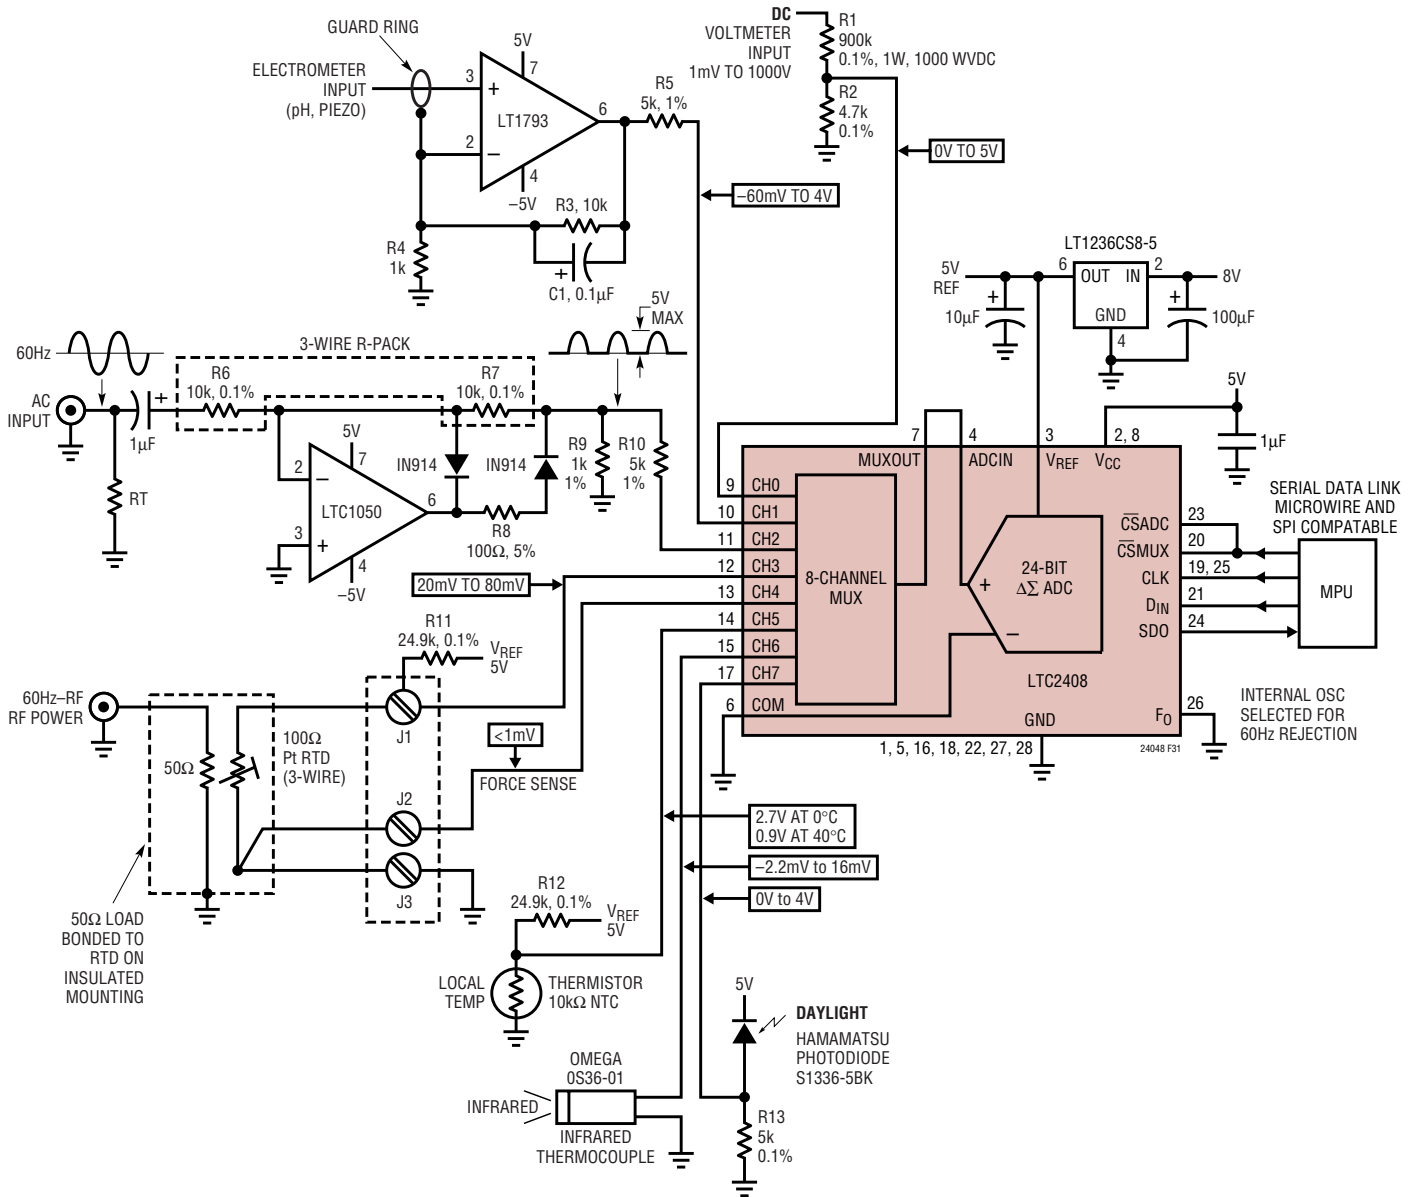 GUARD RING
ELECTROMETER
INPUT
(pH, PIEZO)
5V
7
3
+
LT1793
2
–
6
4
–5V
R5
5k, 1%
R3, 10k
R4
1k
+
C1, 0.1µF
DC
VOLTMETER
INPUT
1mV TO 1000V
R1
900k
0.1%, 1W, 1000 WVDC
R2
4.7k
0.1%
0V TO 5V
–60mV TO 4V
LT1236CS8-5
5V
REF
6
OUT
IN
2
8V
+
10µF
GND
4
+
100µF
5V
1µF
60Hz
AC
INPUT
+
1µF
RT
3-WIRE R-PACK
R6
10k, 0.1%
R7
10k, 0.1%
5V
MAX
5V
7
2
–
LTC1050
3
+
6
4
–5V
IN914
IN914
R8
100Ω, 5%
R9
1k
1%
R10
5k
1%
20mV TO 80mV
7
4
3
2, 8
MUXOUT
ADCIN
VREF
VCC
9
CH0
10
CH1
11
CH2
12
CH3
13
CH4
14
CH5
15
CH6
17
CH7
6
COM
8-CHANNEL
MUX
+
24-BIT
ΔΣ ADC
–
LTC2408
GND
1, 5, 16, 18, 22, 27, 28
CSADC
23
CSMUX
20
CLK
19, 25
DIN
21
SDO
24
FO
26
24048 F31
SERIAL DATA LINK
MICROWIRE AND
SPI COMPATABLE
MPU
INTERNAL OSC
SELECTED FOR
60Hz REJECTION
R11
24.9k, 0.1%
VREF
5V
60Hz–RF
RF POWER
50Ω
100Ω
Pt RTD
(3-WIRE)
J1
J2
J3
<1mV
FORCE SENSE
50Ω LOAD
BONDED TO
RTD ON
INSULATED
MOUNTING
2.7V AT 0°C
0.9V AT 40°C
–2.2mV to 16mV
0V to 4V
R12
24.9k, 0.1%
VREF
5V
LOCAL
TEMP
THERMISTOR
10kΩ NTC
5V
DAYLIGHT
HAMAMATSU
PHOTODIODE
S1336-5BK
OMEGA
0S36-01
INFRARED
INFRARED
THERMOCOUPLE
R13
5k
0.1%